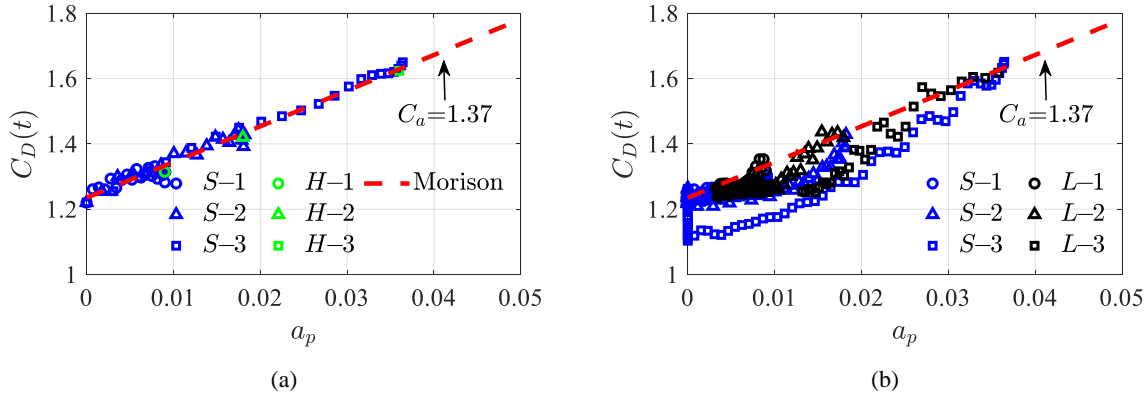 1.8
1.6
1.4
1.2
1
C_D(t)
C_a=1.37
S−1
H−1
Morison
S−2
H−2
S−3
H−3
0
0.01
0.02
0.03
0.04
0.05
a_p
(a)
1.8
1.6
1.4
1.2
1
C_D(t)
C_a=1.37
S−1
L−1
S−2
L−2
S−3
L−3
0
0.01
0.02
0.03
0.04
0.05
a_p
(b)